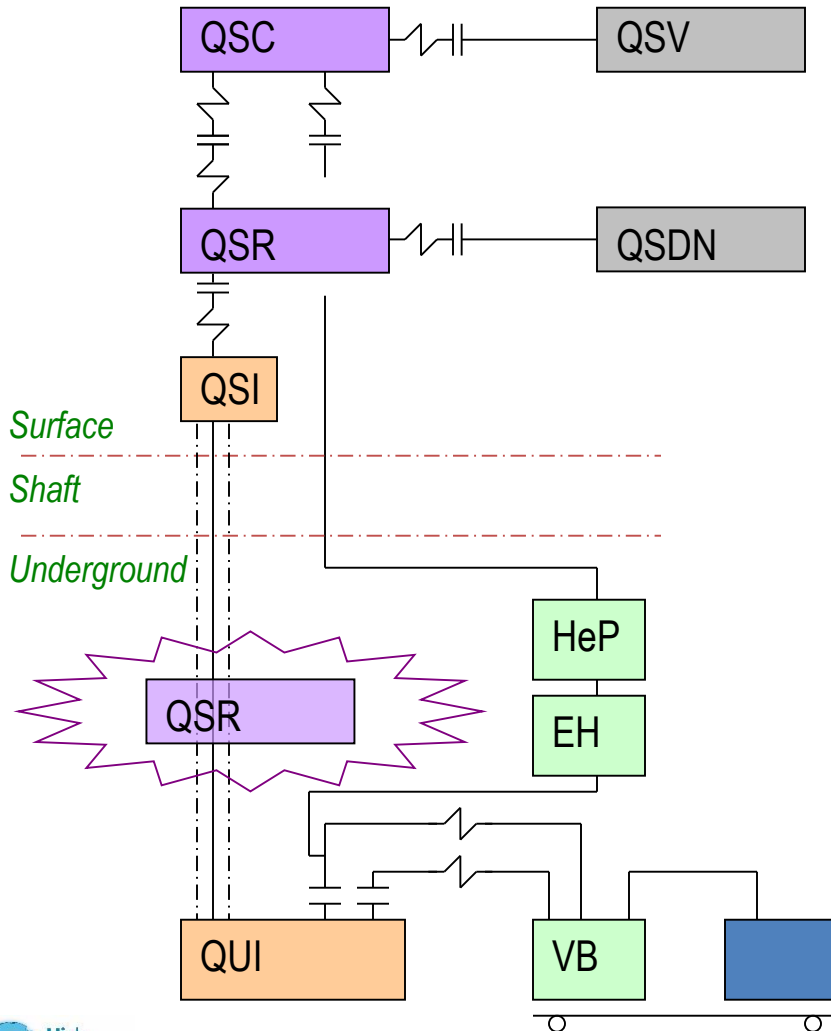 QSC
QSV
QSR
QSDN
QSI
Surface
Shaft
Underground
HeP
QSR
EH
QUI
VB